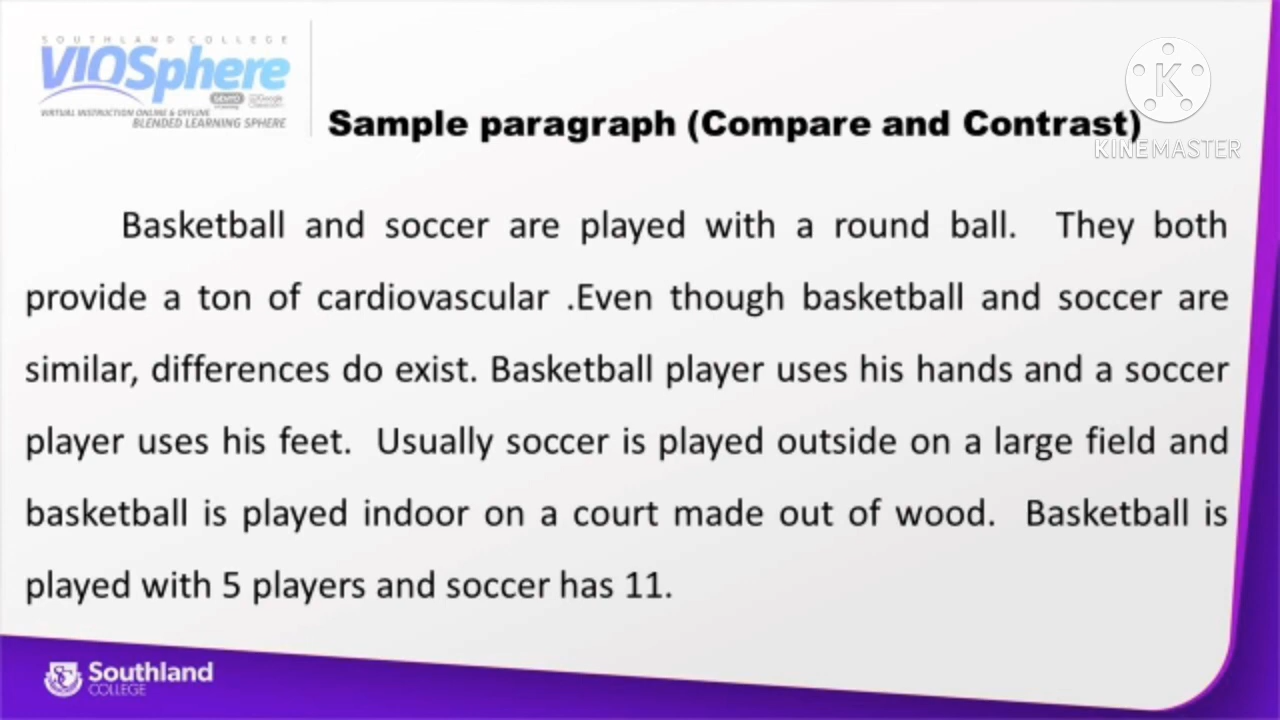 SOUTHLAND COLLEGE
VIOSphere
VIRTUAL INSTRUCTION ONLINE & OFFLINE
BLENDED LEARNING SPHERE
K
KINEMASTER
Sample paragraph (Compare and Contrast)
Basketball and soccer are played with a round ball. They both
provide a ton of cardiovascular .Even though basketball and soccer are
similar, differences do exist. Basketball player uses his hands and a soccer
player uses his feet. Usually soccer is played outside on a large field and
basketball is played indoor on a court made out of wood. Basketball is
played with 5 players and soccer has 11.
Southland
COLLEGE